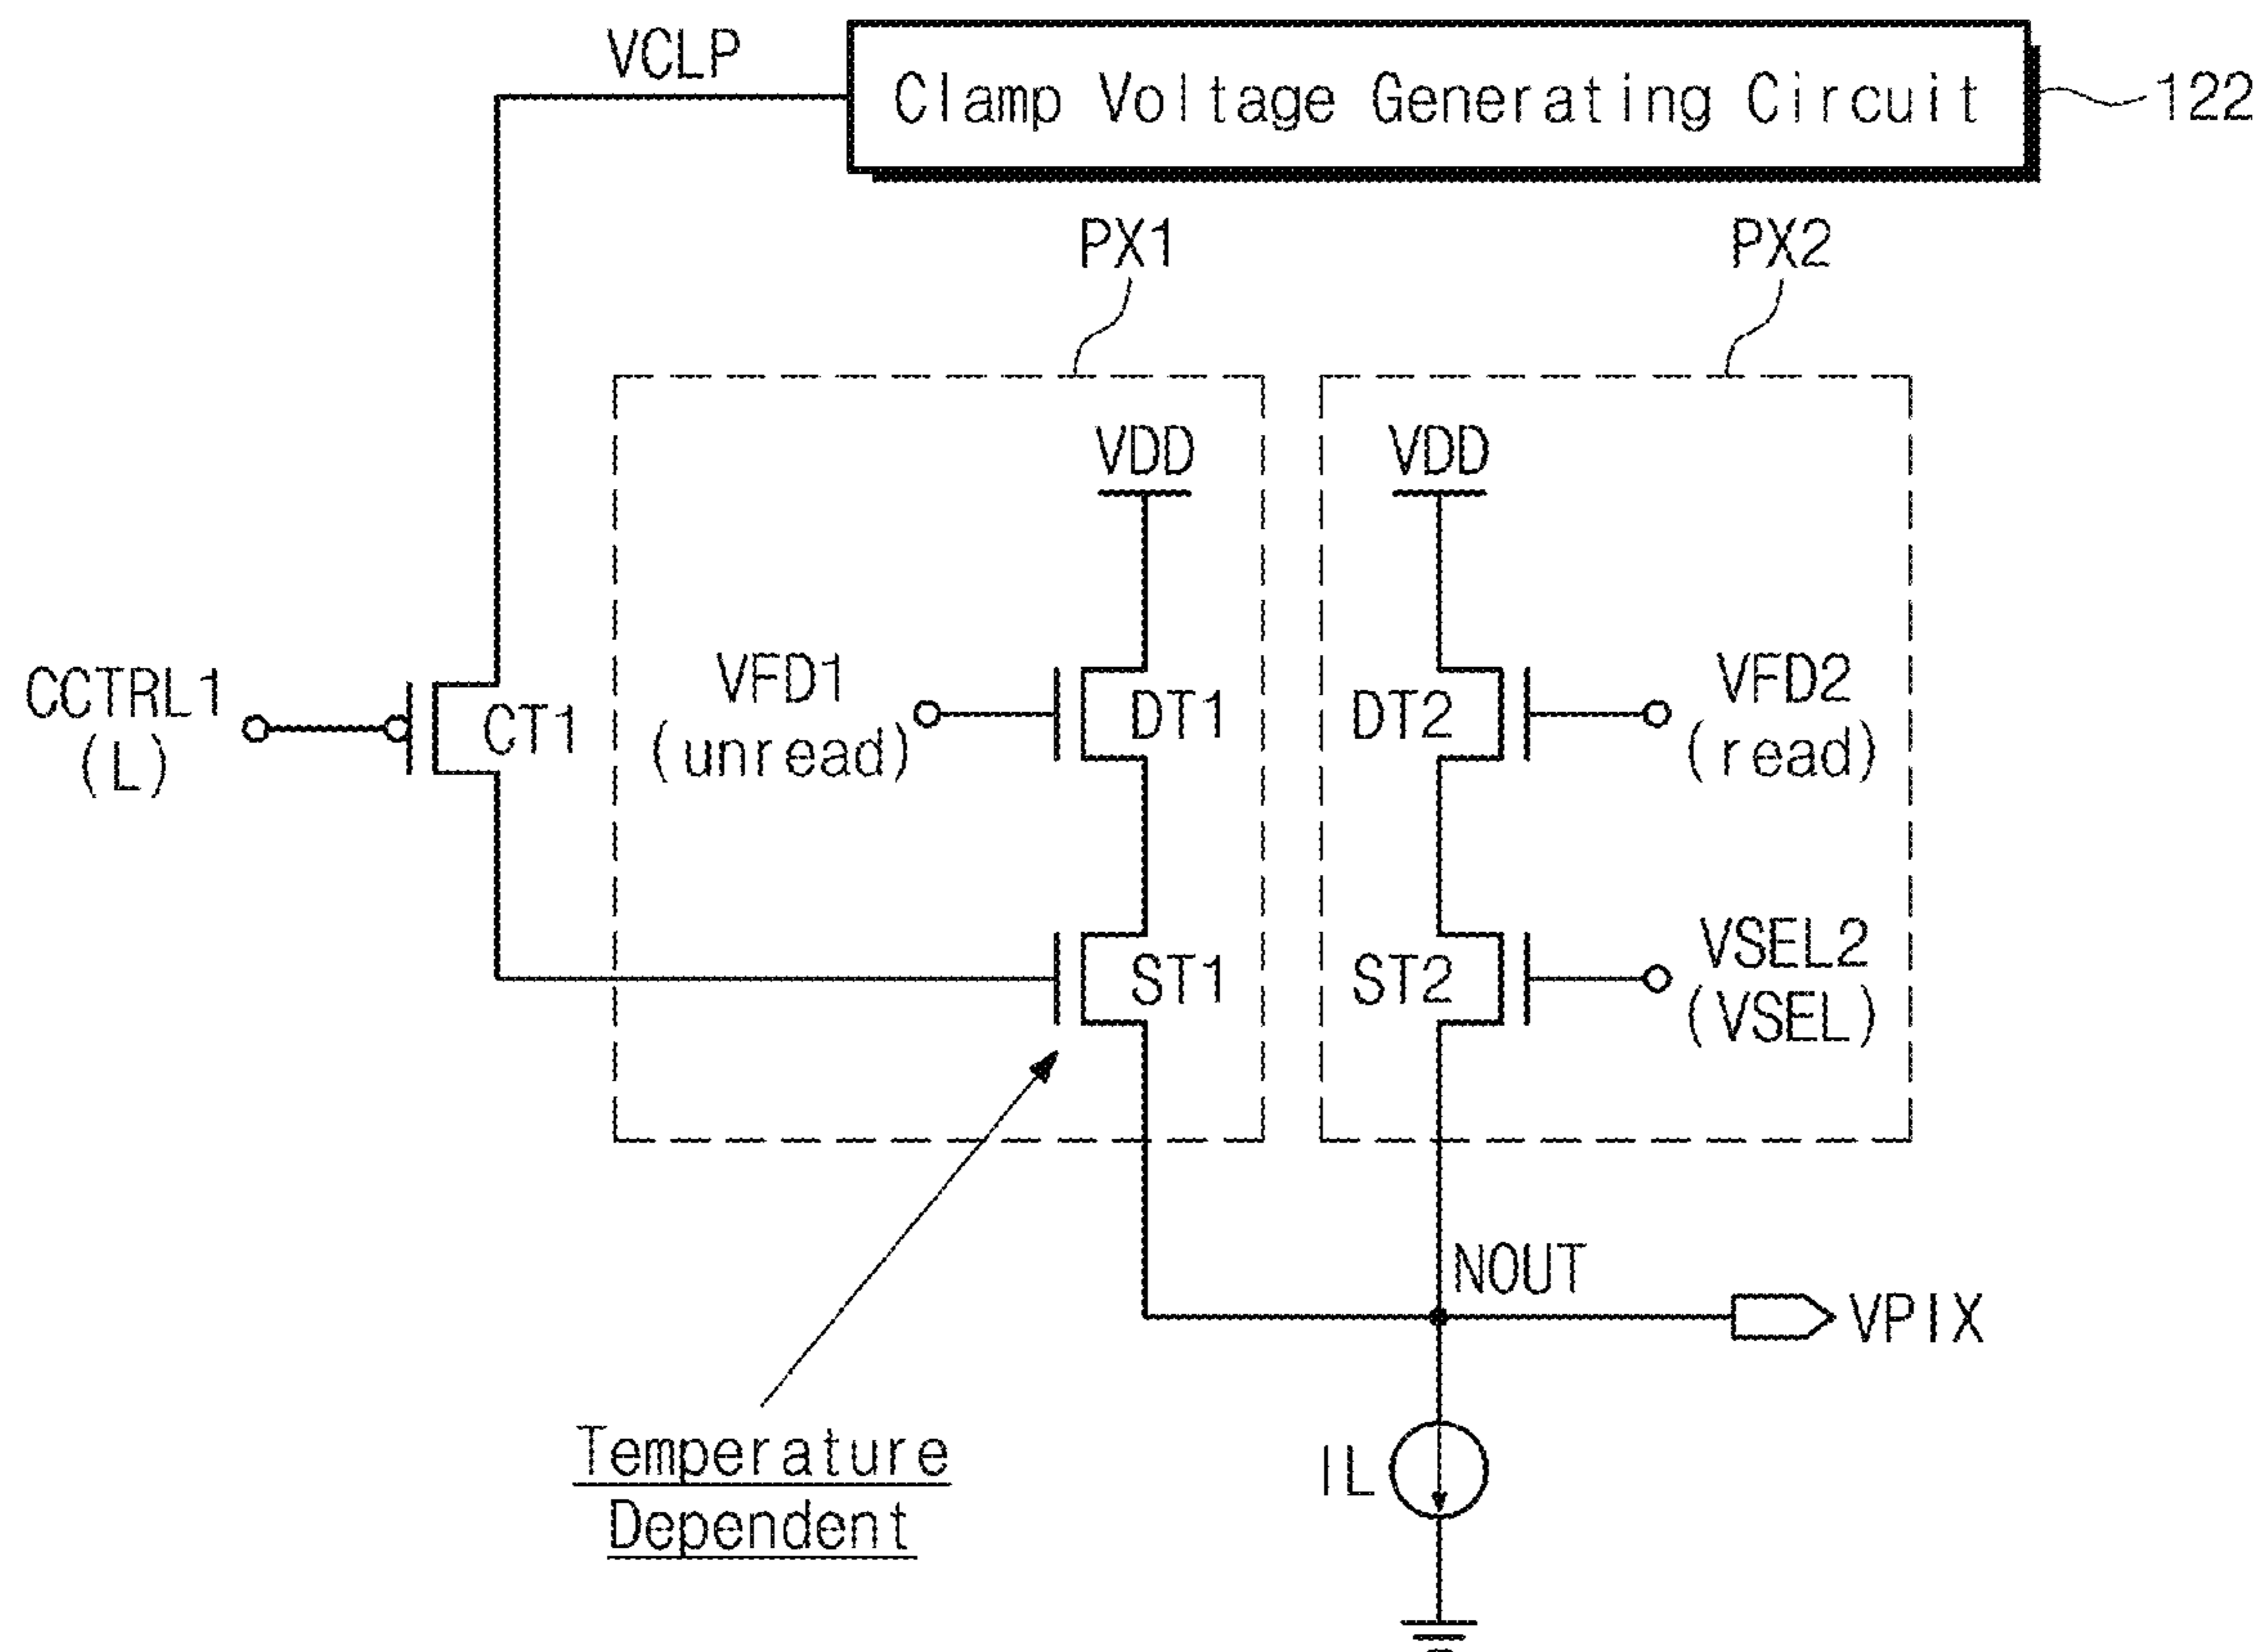 VCLP
Clamp Voltage Generating Circuit
122
PX1
PX2
VDD
VDD
CCTRL1
(L)
CT1
VFD1
(unread)
DT1
DT2
VFD2
(read)
ST1
ST2
VSEL2
(VSEL)
NOUT
VPIX
Temperature
Dependent
IL